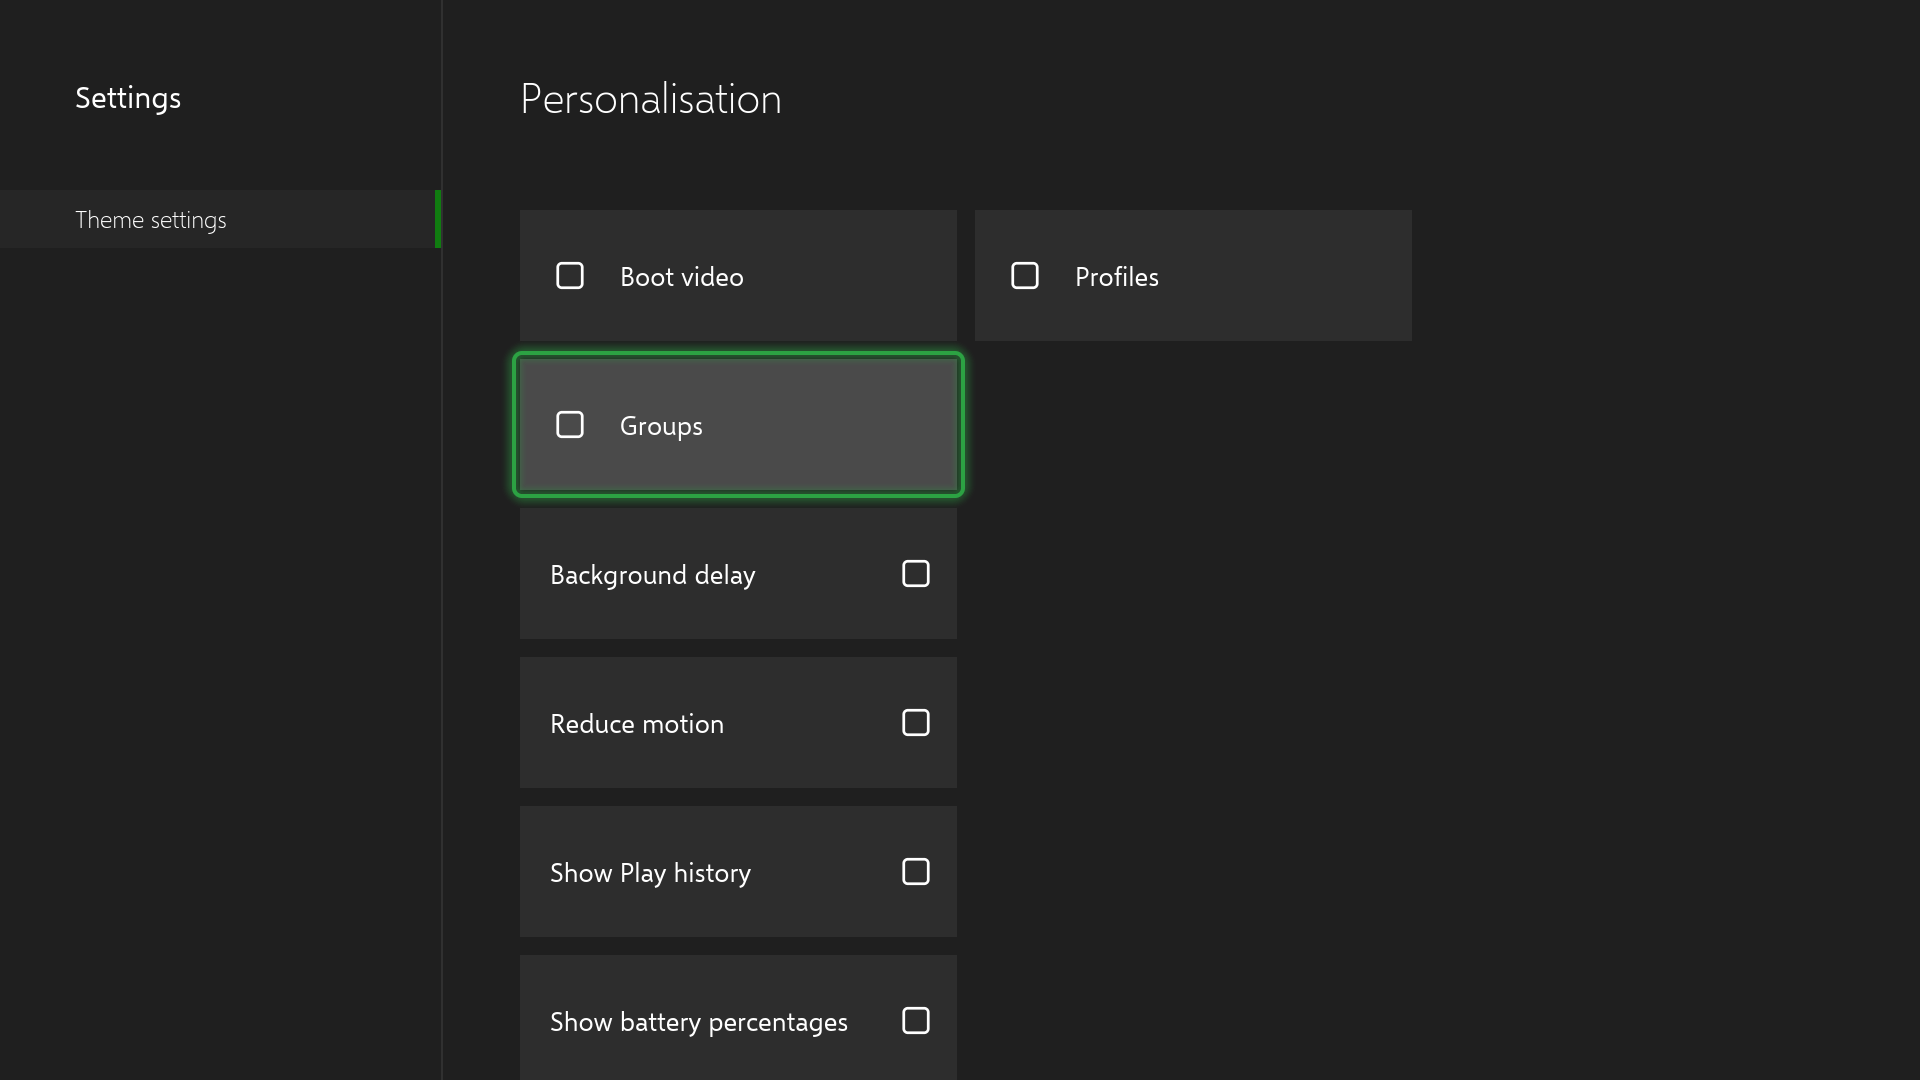 Settings
Theme settings
Personalisation
Boot video
Profiles
Groups
Background delay
Reduce motion
Show Play history
Show battery percentages